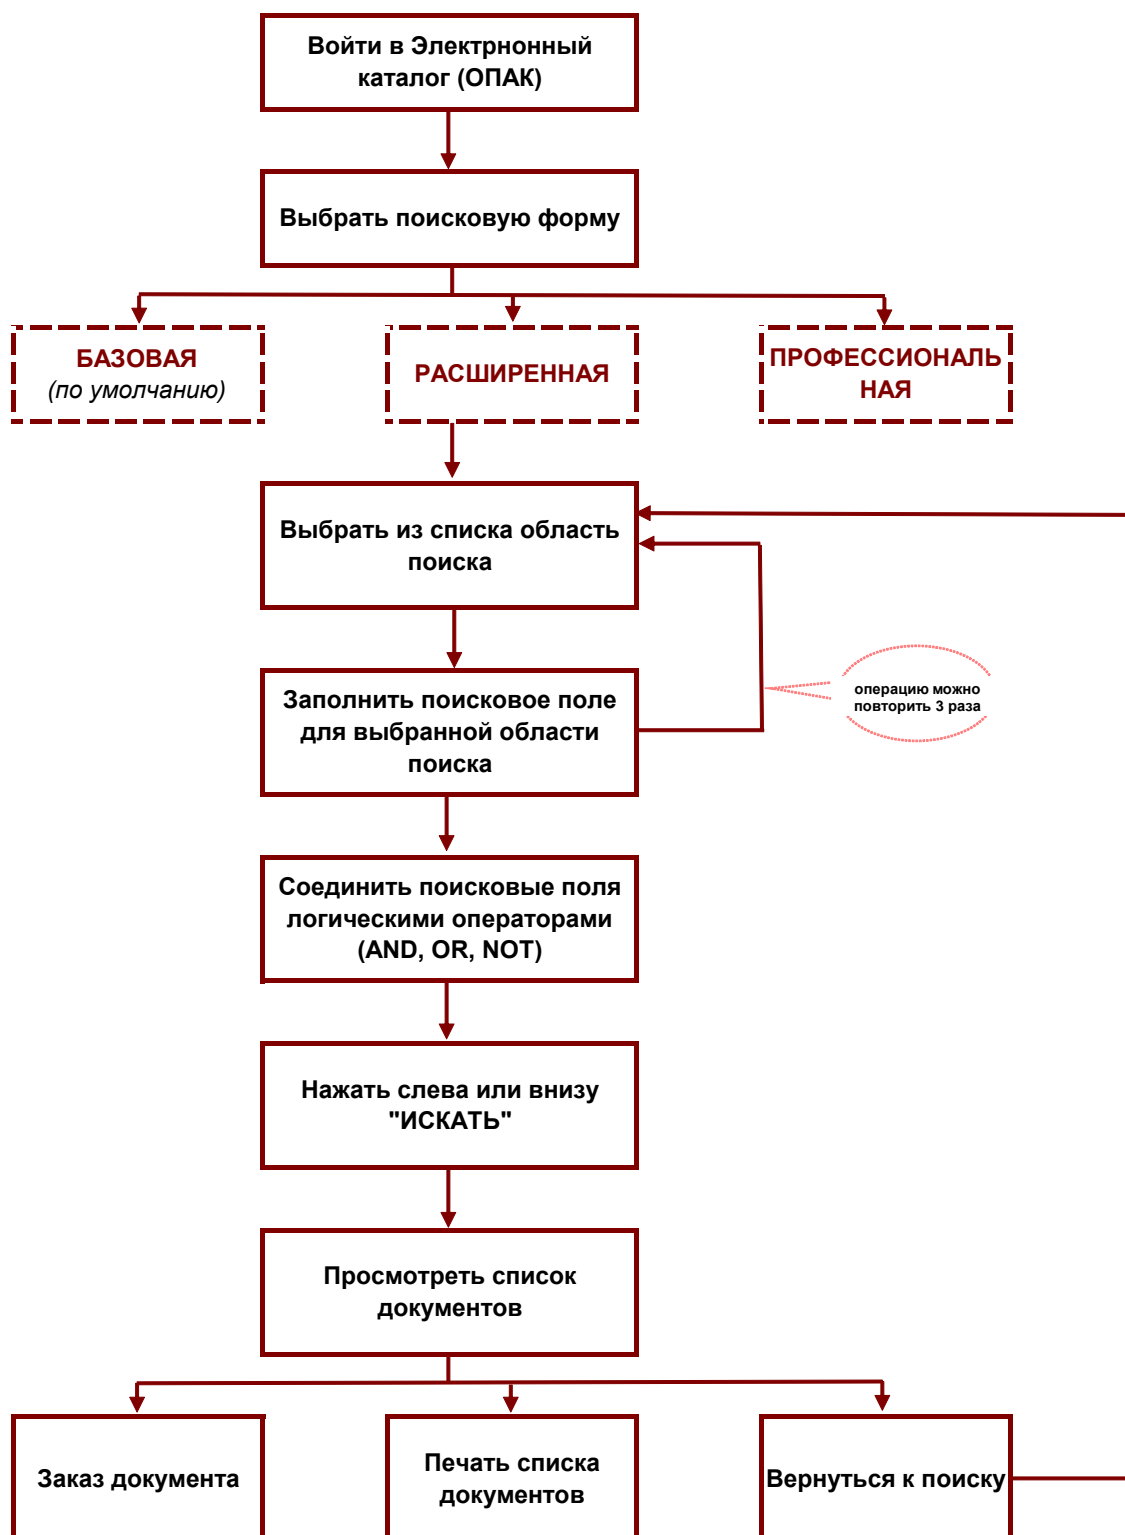 Войти в Электрнонный
каталог (ОПАК)
Выбрать поисковую форму
БАЗОВАЯ
(по умолчанию)
РАСШИРЕННАЯ
ПРОФЕССИОНАЛЬ
НАЯ
Выбрать из списка область
поиска
Заполнить поисковое поле
для выбранной области
поиска
операцию можно
повторить 3 раза
Соединить поисковые поля
логическими операторами
(AND, OR, NOT)
Нажать слева или внизу
"ИСКАТЬ"
Просмотреть список
документов
Заказ документа
Печать списка
документов
Вернуться к поиску